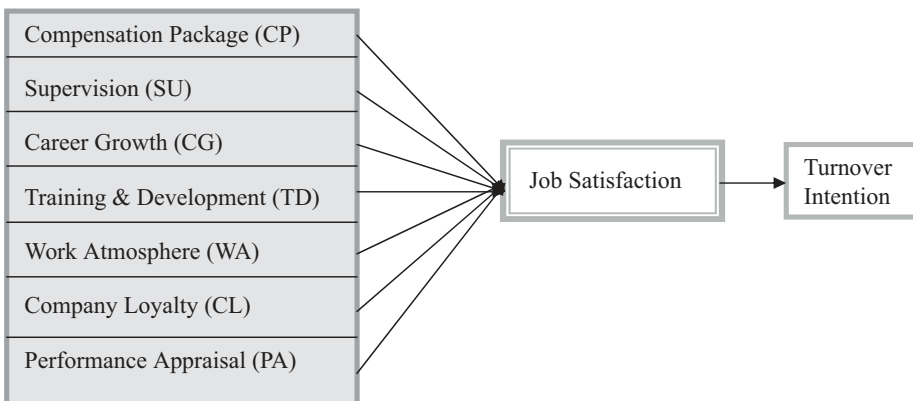 Compensation Package (CP)
Supervision (SU)
Career Growth (CG)
Training & Development (TD)
Work Atmosphere (WA)
Company Loyalty (CL)
Performance Appraisal (PA)
Job Satisfaction
Turnover
Intention